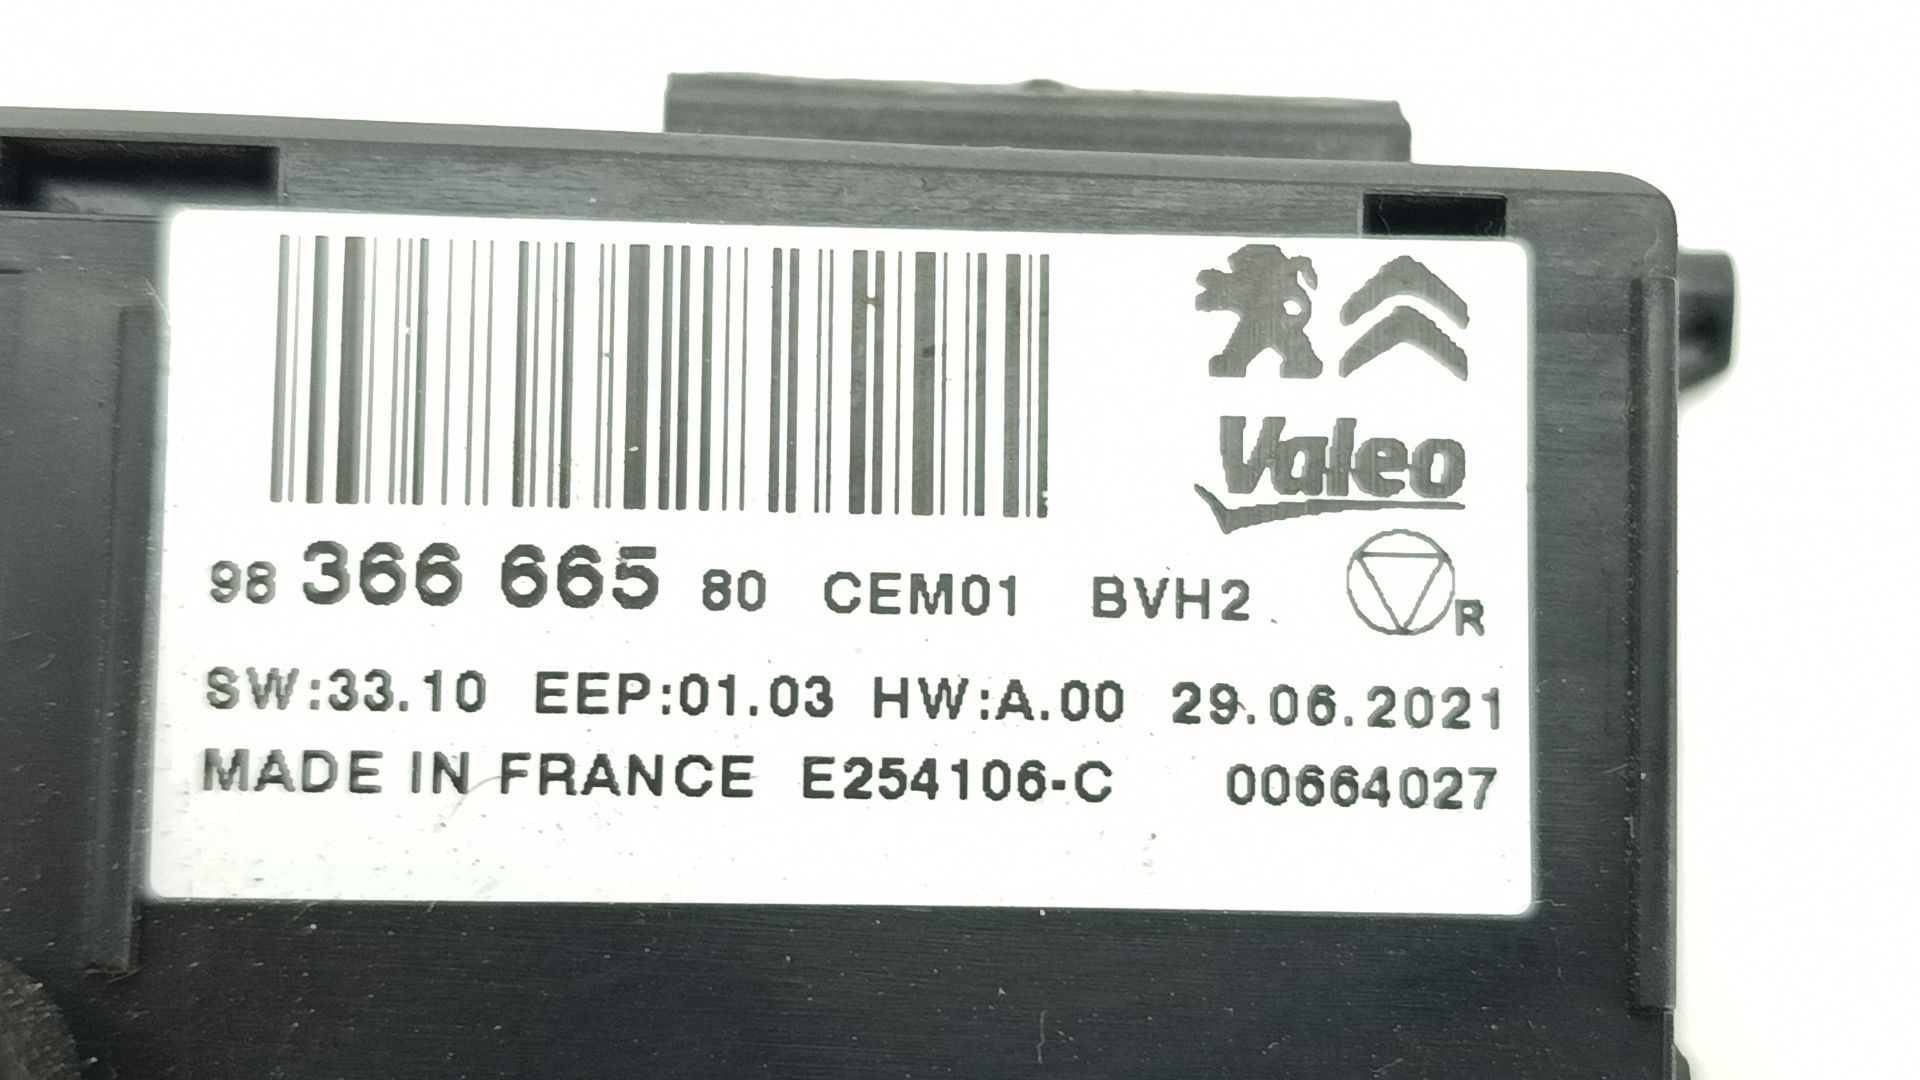 Valeo
98 366 665 80 CEM01 BVH2 R
SW:33.10 EEP:01.03 HW:A.00 29.06.2021
MADE IN FRANCE E254106-C 00664027